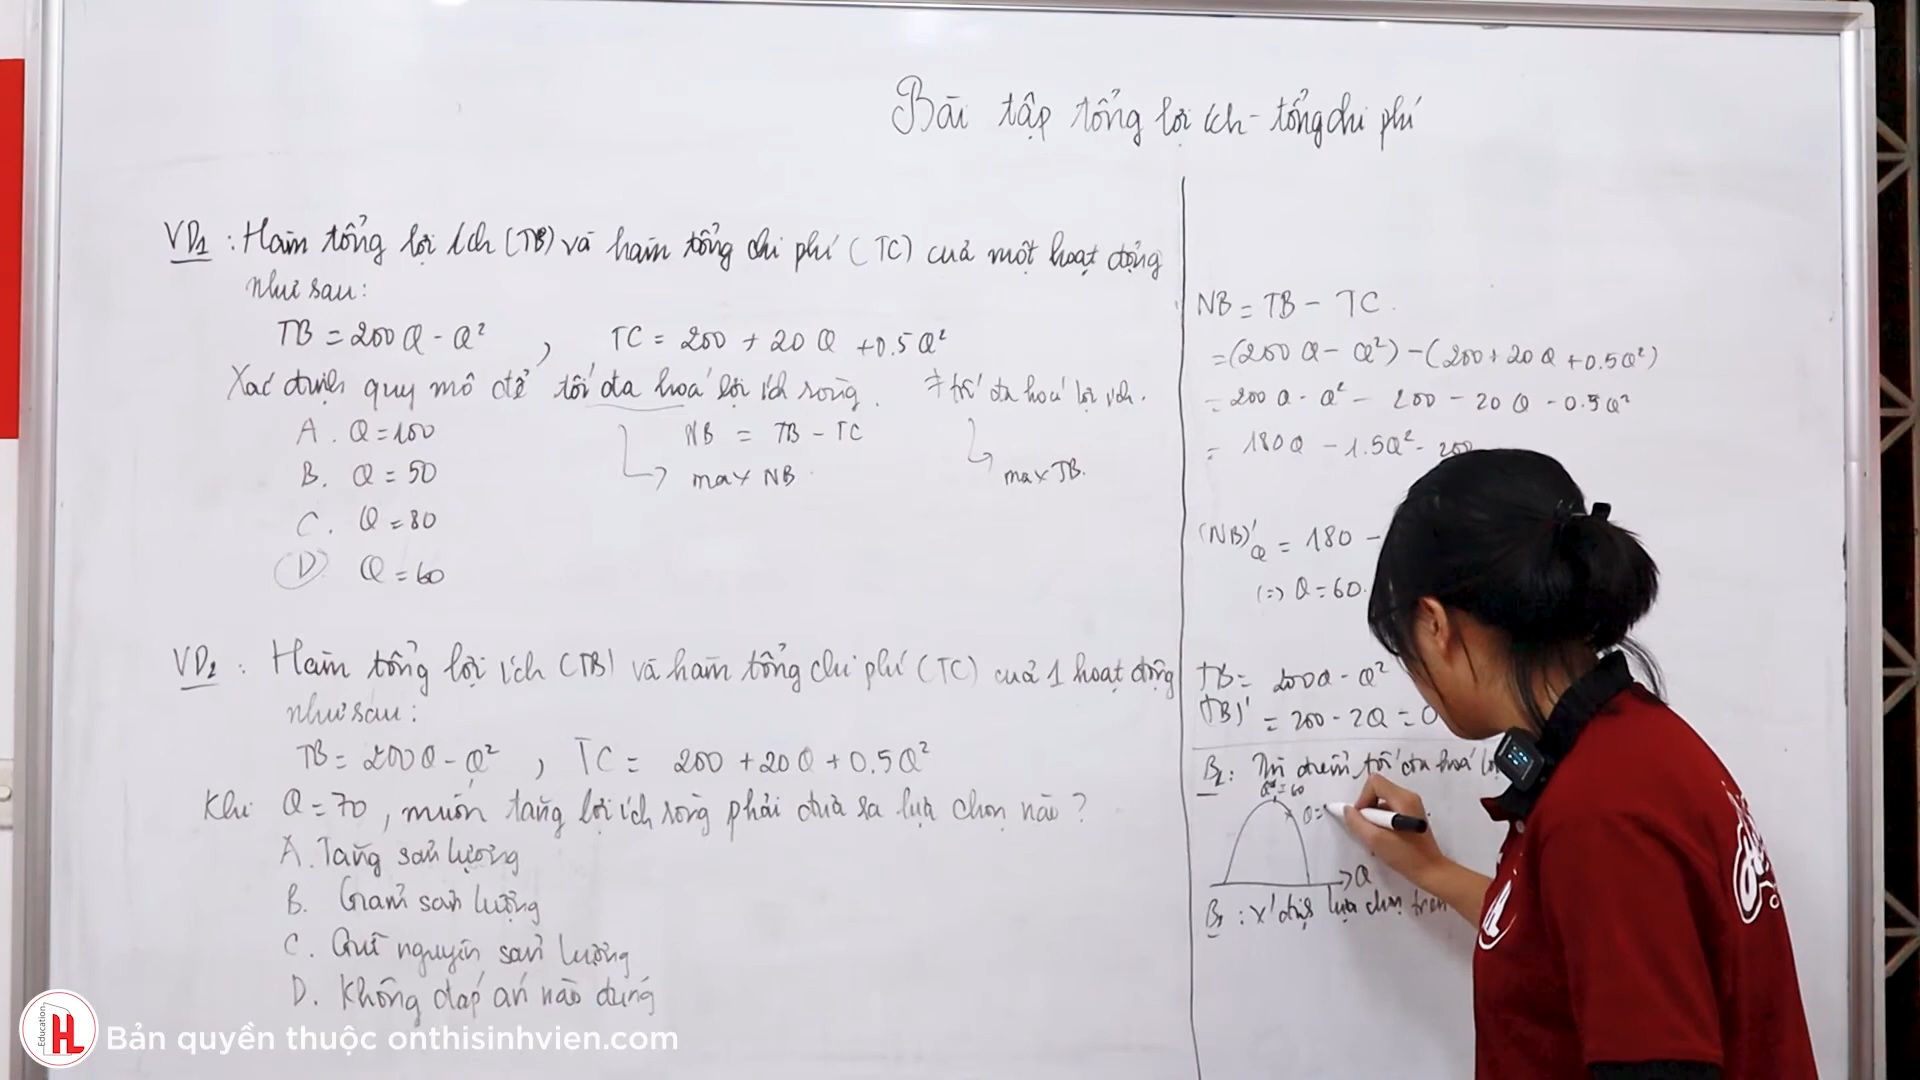 Bài tập tổng lợi ích - tổng chi phí
VD1 : Hàm tổng lợi ích (TB) và hàm tổng chi phí (TC) của một hoạt động
như sau:
TB = 200Q - Q² , TC = 200 + 20Q + 0.5Q²
Xác định quy mô để tối đa hoá lợi ích ròng. ≠ tối đa hoá lợi ích.
A. Q = 100
NB = TB - TC
B. Q = 50
max NB
max TB.
C. Q = 80
D. Q = 60
VD2 : Hàm tổng lợi ích (TB) và hàm tổng chi phí (TC) của 1 hoạt động
như sau:
TB = 200Q - Q² , TC = 200 + 20Q + 0.5Q²
Khi Q = 70, muốn tăng lợi ích ròng phải đưa ra lựa chọn nào?
A. Tăng sản lượng
B. Giảm sản lượng
C. Giữ nguyên sản lượng
D. Không đáp án nào đúng
NB = TB - TC.
= (200Q - Q²) - (200 + 20Q + 0.5Q²)
= 200Q - Q² - 200 - 20Q - 0.5Q²
= 180Q - 1.5Q² - 200
(NB)'Q = 180 -
(=) Q = 60.
TB = 200Q - Q²
(TB)' = 200 - 2Q = 0
tối đa hoá
Q* = 60
Q =
Q
: x' định lựa chọn
HL Education
Bản quyền thuộc onthisinhvien.com